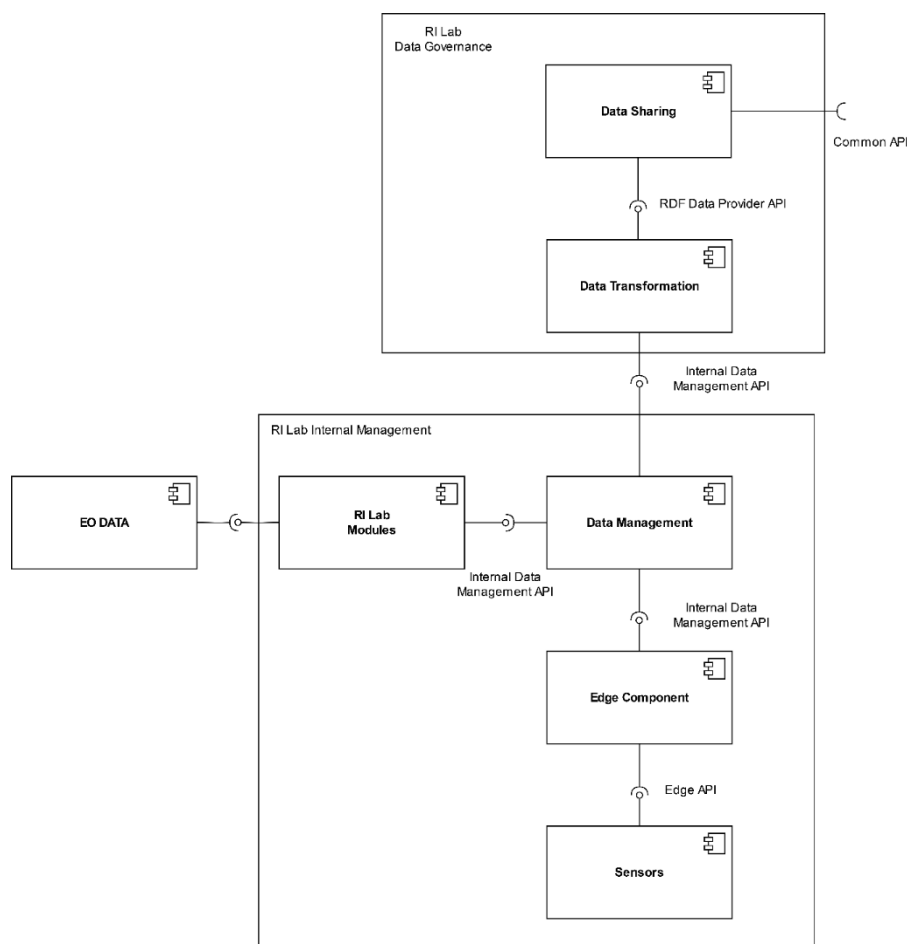 RI Lab
Data Governance
Data Sharing
Common API
RDF Data Provider API
Data Transformation
Internal Data
Management API
RI Lab Internal Management
EO DATA
RI Lab
Modules
Data Management
Internal Data
Management API
Internal Data
Management API
Edge Component
Edge API
Sensors